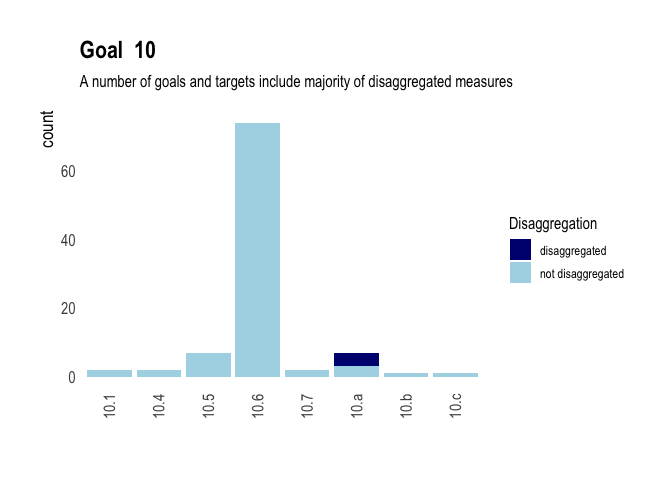 Goal  10
A number of goals and targets include majority of disaggregated measures
count
60
40
20
0
10.1
10.4
10.5
10.6
10.7
10.a
10.b
10.c
Disaggregation
disaggregated
not disaggregated